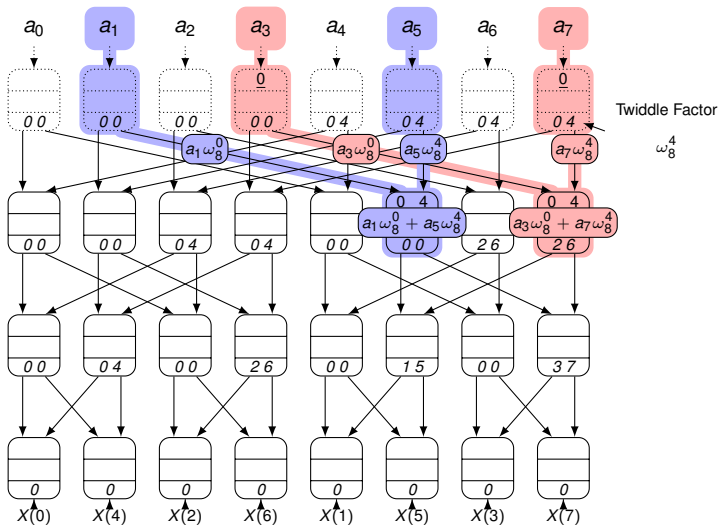 a₀ a₁ a₂ a₃ a₄ a₅ a₆ a₇
0 0
0 0 0 0 0 0 0 0 0 4 0 4 0 4 0 4
Twiddle Factor
ω₈⁴
a₁ω₈⁰ a₃ω₈⁰ a₅ω₈⁴ a₇ω₈⁴
0 4 0 4
a₁ω₈⁰ + a₅ω₈⁴ a₃ω₈⁰ + a₇ω₈⁴
0 0 0 0 0 4 0 4 0 0 0 0 2 6 2 6
0 0 0 4 0 0 2 6 0 0 1 5 0 0 3 7
0 0 0 0 0 0 0 0
X(0) X(4) X(2) X(6) X(1) X(5) X(3) X(7)